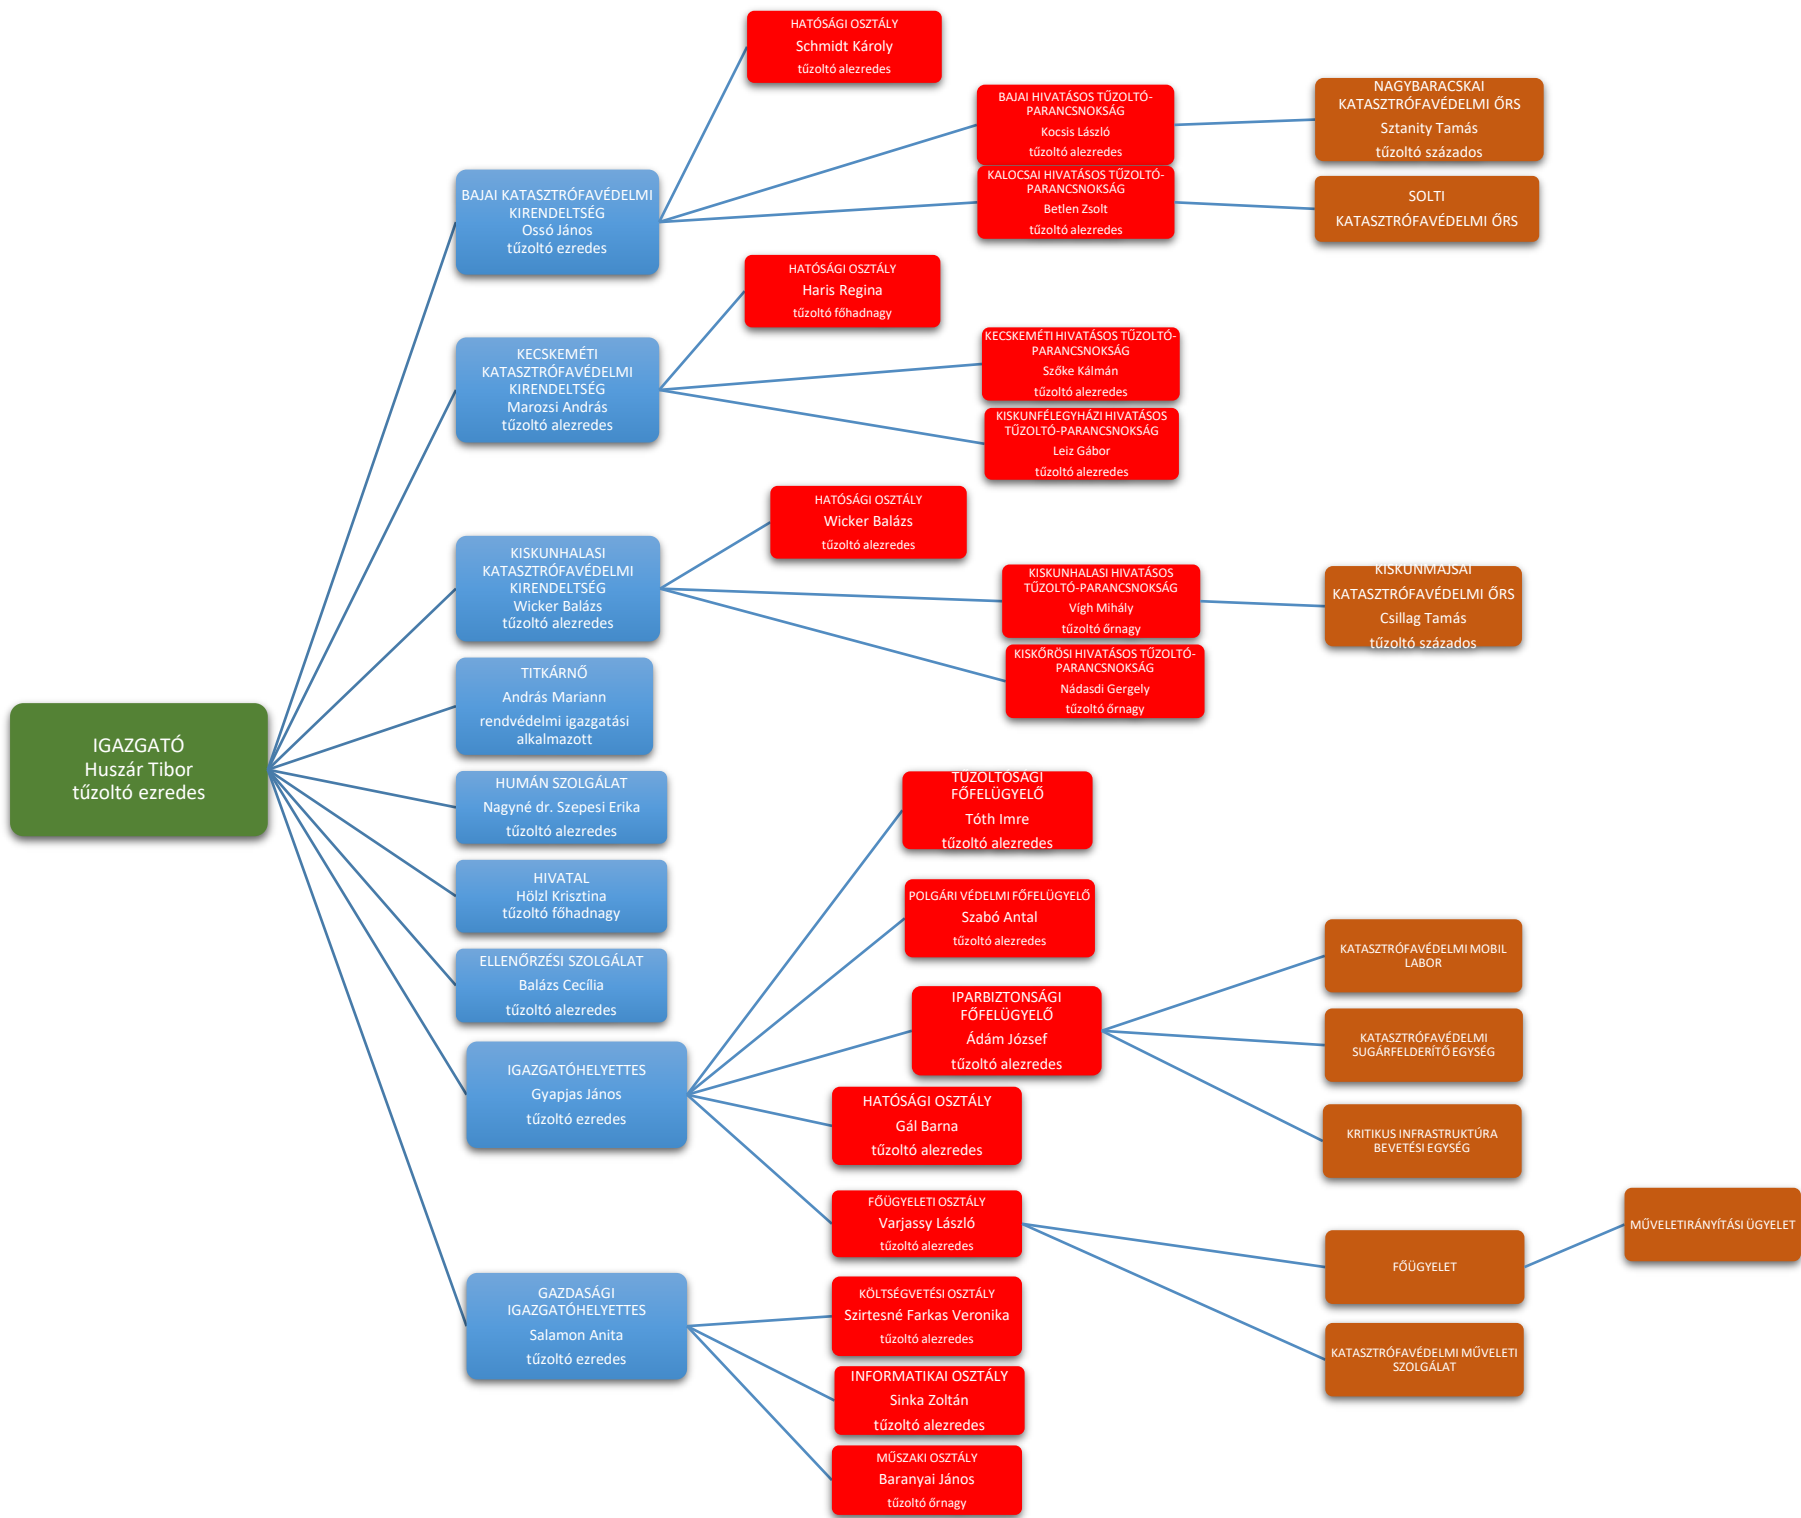 HATÓSÁGI OSZTÁLY
Schmidt Károly
tűzoltó alezredes
BAJAI HIVATÁSOS TŰZOLTÓ-
PARANCSNOKSÁG
Kocsis László
tűzoltó alezredes
NAGYBARACSKAI
KATASZTRÓFAVÉDELMI ŐRS
Sztanity Tamás
tűzoltó százados
BAJAI KATASZTRÓFAVÉDELMI
KIRENDELTSÉG
Ossó János
tűzoltó ezredes
KALOCSAI HIVATÁSOS TŰZOLTÓ-
PARANCSNOKSÁG
Betlen Zsolt
tűzoltó alezredes
SOLTI
KATASZTRÓFAVÉDELMI ŐRS
HATÓSÁGI OSZTÁLY
Haris Regina
tűzoltó főhadnagy
KECSKEMÉTI
KATASZTRÓFAVÉDELMI
KIRENDELTSÉG
Marozsi András
tűzoltó alezredes
KECSKEMÉTI HIVATÁSOS TŰZOLTÓ-
PARANCSNOKSÁG
Szőke Kálmán
tűzoltó alezredes
KISKUNFÉLEGYHÁZI HIVATÁSOS
TŰZOLTÓ-PARANCSNOKSÁG
Leiz Gábor
tűzoltó alezredes
HATÓSÁGI OSZTÁLY
Wicker Balázs
tűzoltó alezredes
KISKUNHALASI
KATASZTRÓFAVÉDELMI
KIRENDELTSÉG
Wicker Balázs
tűzoltó alezredes
KISKUNHALASI HIVATÁSOS
TŰZOLTÓ-PARANCSNOKSÁG
Vígh Mihály
tűzoltó őrnagy
KISKUNMAJSAI
KATASZTRÓFAVÉDELMI ŐRS
Csillag Tamás
tűzoltó százados
KISKŐRÖSI HIVATÁSOS TŰZOLTÓ-
PARANCSNOKSÁG
Nádasdi Gergely
tűzoltó őrnagy
TITKÁRNŐ
András Mariann
rendvédelmi igazgatási
alkalmazott
IGAZGATÓ
Huszár Tibor
tűzoltó ezredes
HUMÁN SZOLGÁLAT
Nagyné dr. Szepesi Erika
tűzoltó alezredes
HIVATAL
Hölzl Krisztina
tűzoltó főhadnagy
ELLENŐRZÉSI SZOLGÁLAT
Balázs Cecília
tűzoltó alezredes
TŰZOLTÓSÁGI
FŐFELÜGYELŐ
Tóth Imre
tűzoltó alezredes
POLGÁRI VÉDELMI FŐFELÜGYELŐ
Szabó Antal
tűzoltó alezredes
IPARBIZTONSÁGI
FŐFELÜGYELŐ
Ádám József
tűzoltó alezredes
KATASZTRÓFAVÉDELMI MOBIL
LABOR
KATASZTRÓFAVÉDELMI
SUGÁRFELDERÍTŐ EGYSÉG
KRITIKUS INFRASTRUKTÚRA
BEVETÉSI EGYSÉG
IGAZGATÓHELYETTES
Gyapjas János
tűzoltó ezredes
HATÓSÁGI OSZTÁLY
Gál Barna
tűzoltó alezredes
FŐÜGYELETI OSZTÁLY
Varjassy László
tűzoltó alezredes
FŐÜGYELET
MŰVELETIRÁNYÍTÁSI ÜGYELET
KATASZTRÓFAVÉDELMI MŰVELETI
SZOLGÁLAT
GAZDASÁGI
IGAZGATÓHELYETTES
Salamon Anita
tűzoltó ezredes
KÖLTSÉGVETÉSI OSZTÁLY
Szirtesné Farkas Veronika
tűzoltó alezredes
INFORMATIKAI OSZTÁLY
Sinka Zoltán
tűzoltó alezredes
MŰSZAKI OSZTÁLY
Baranyai János
tűzoltó őrnagy